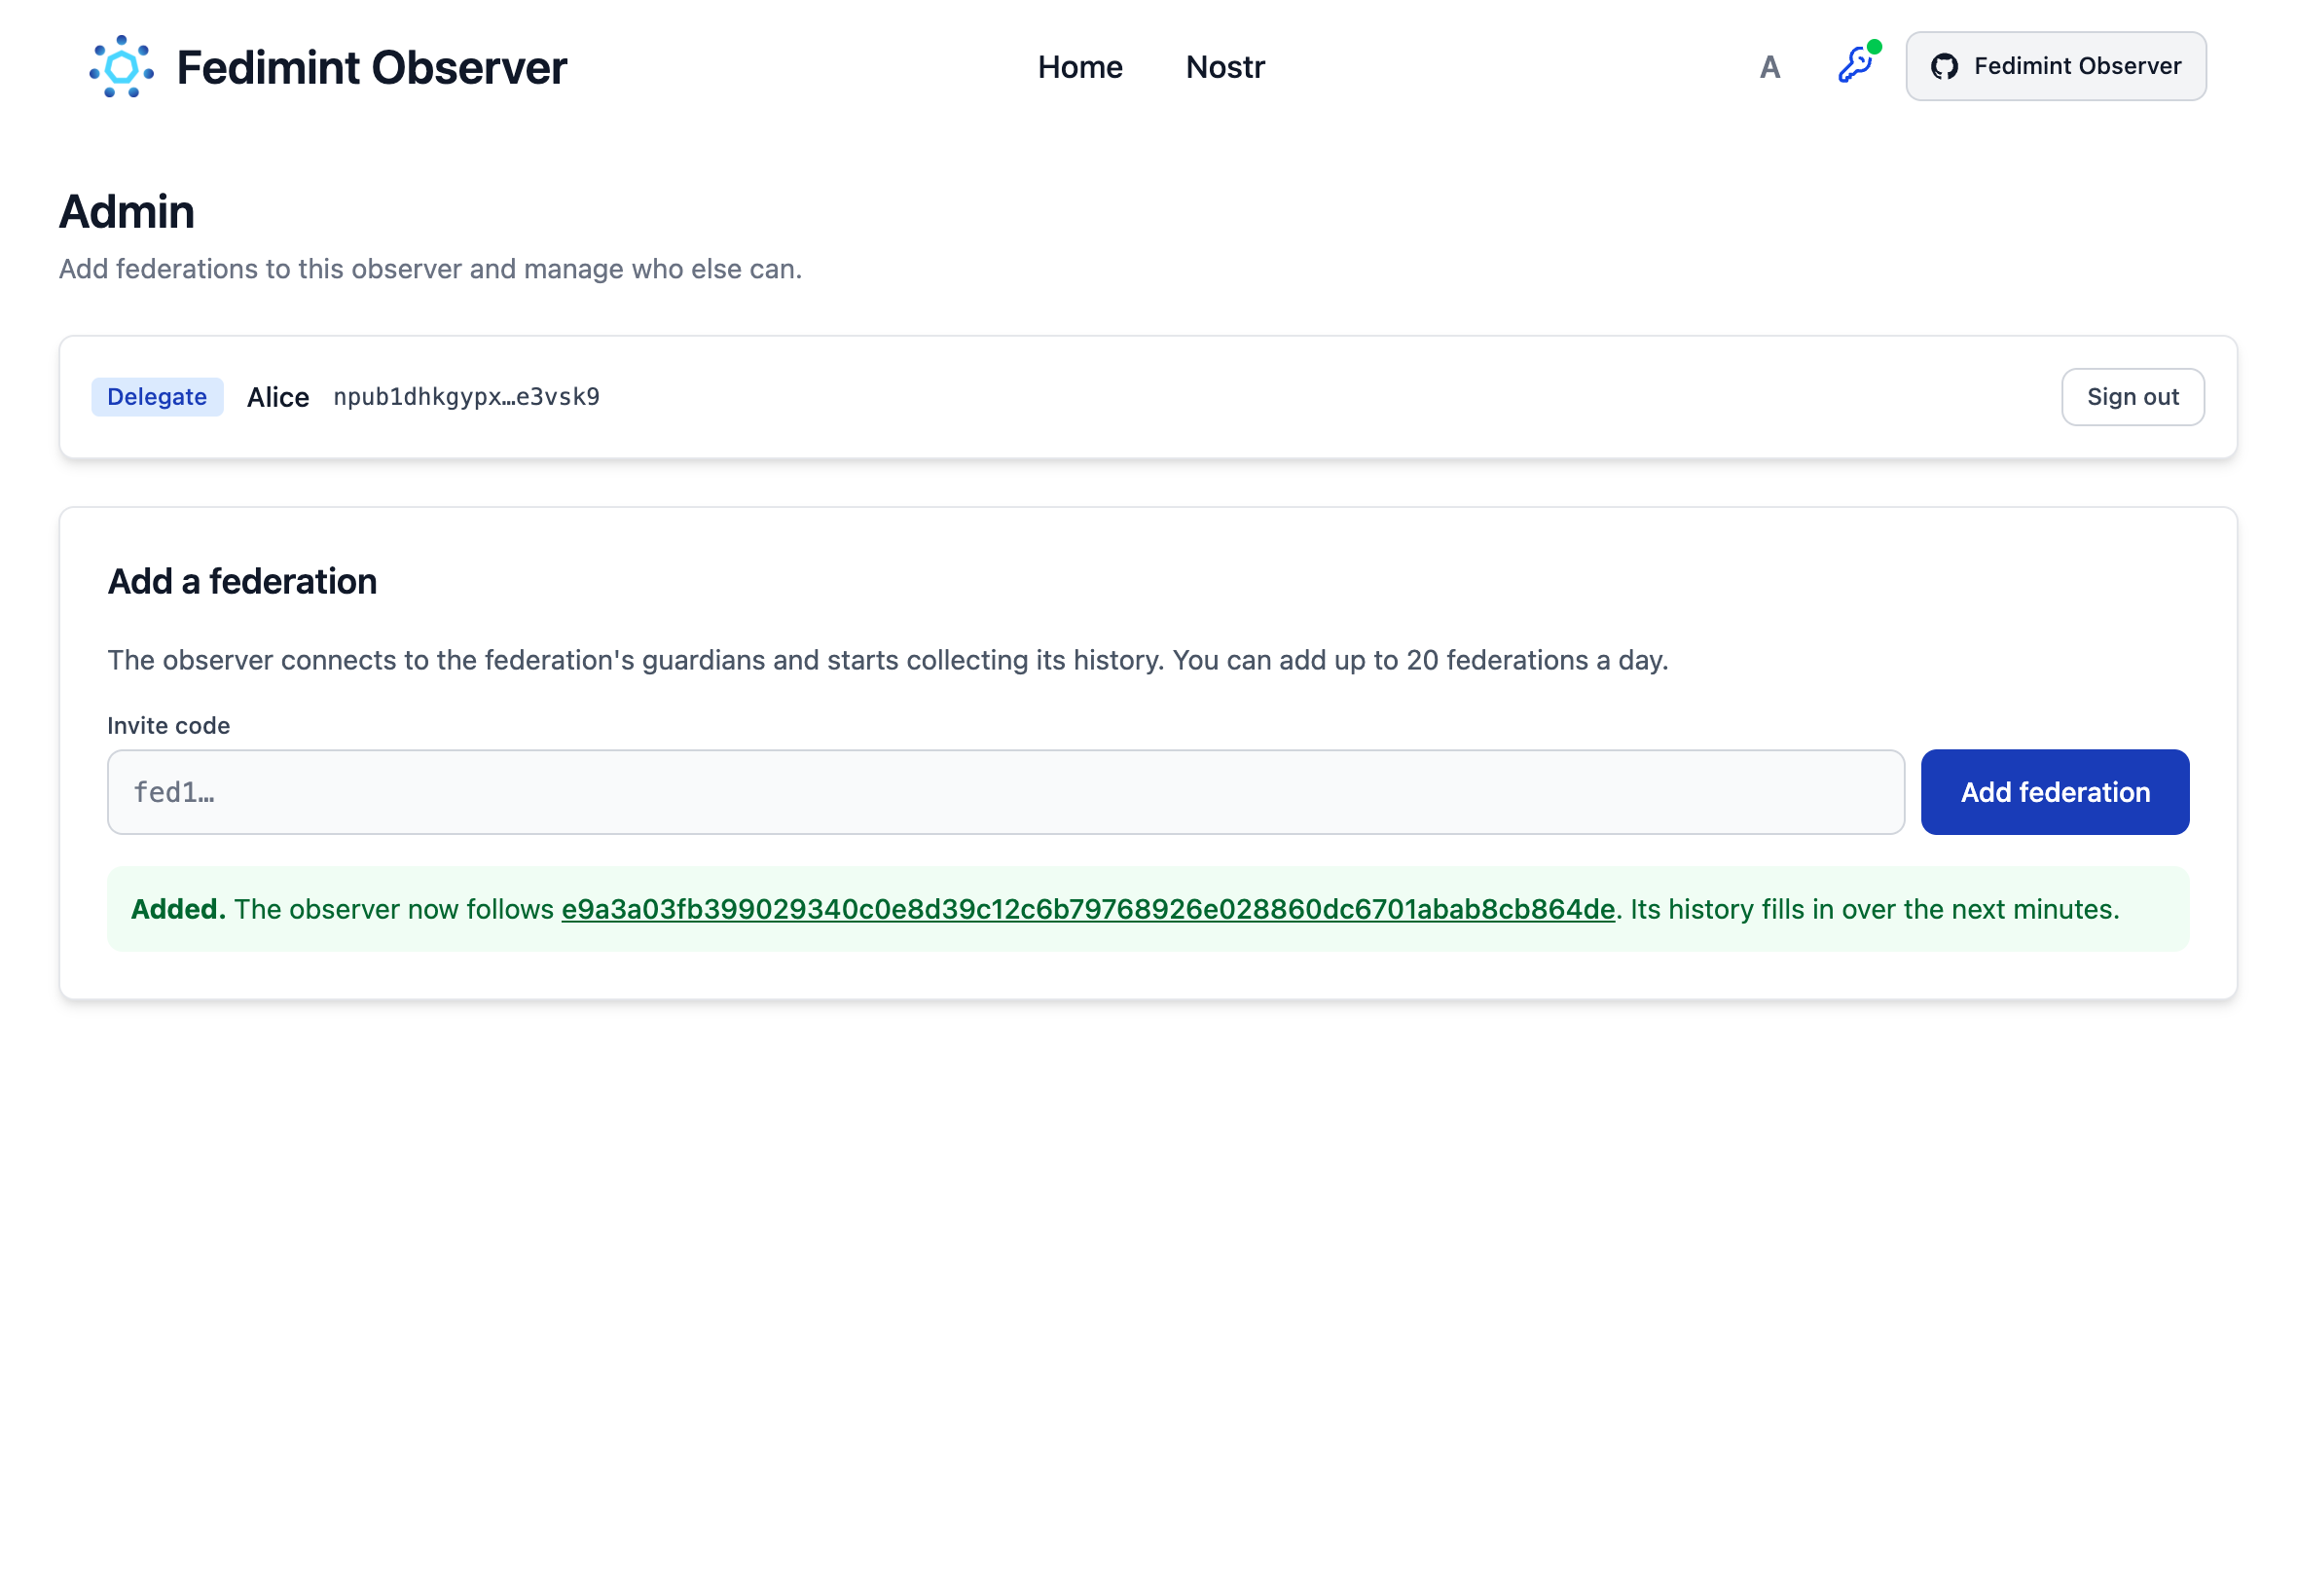 Fedimint Observer
Home
Nostr
A
Fedimint Observer
Admin
Add federations to this observer and manage who else can.
Delegate
Alice
npub1dhkgypx…e3vsk9
Sign out
Add a federation
The observer connects to the federation's guardians and starts collecting its history. You can add up to 20 federations a day.
Invite code
fed1…
Add federation
Added. The observer now follows e9a3a03fb399029340c0e8d39c12c6b79768926e028860dc6701abab8cb864de. Its history fills in over the next minutes.